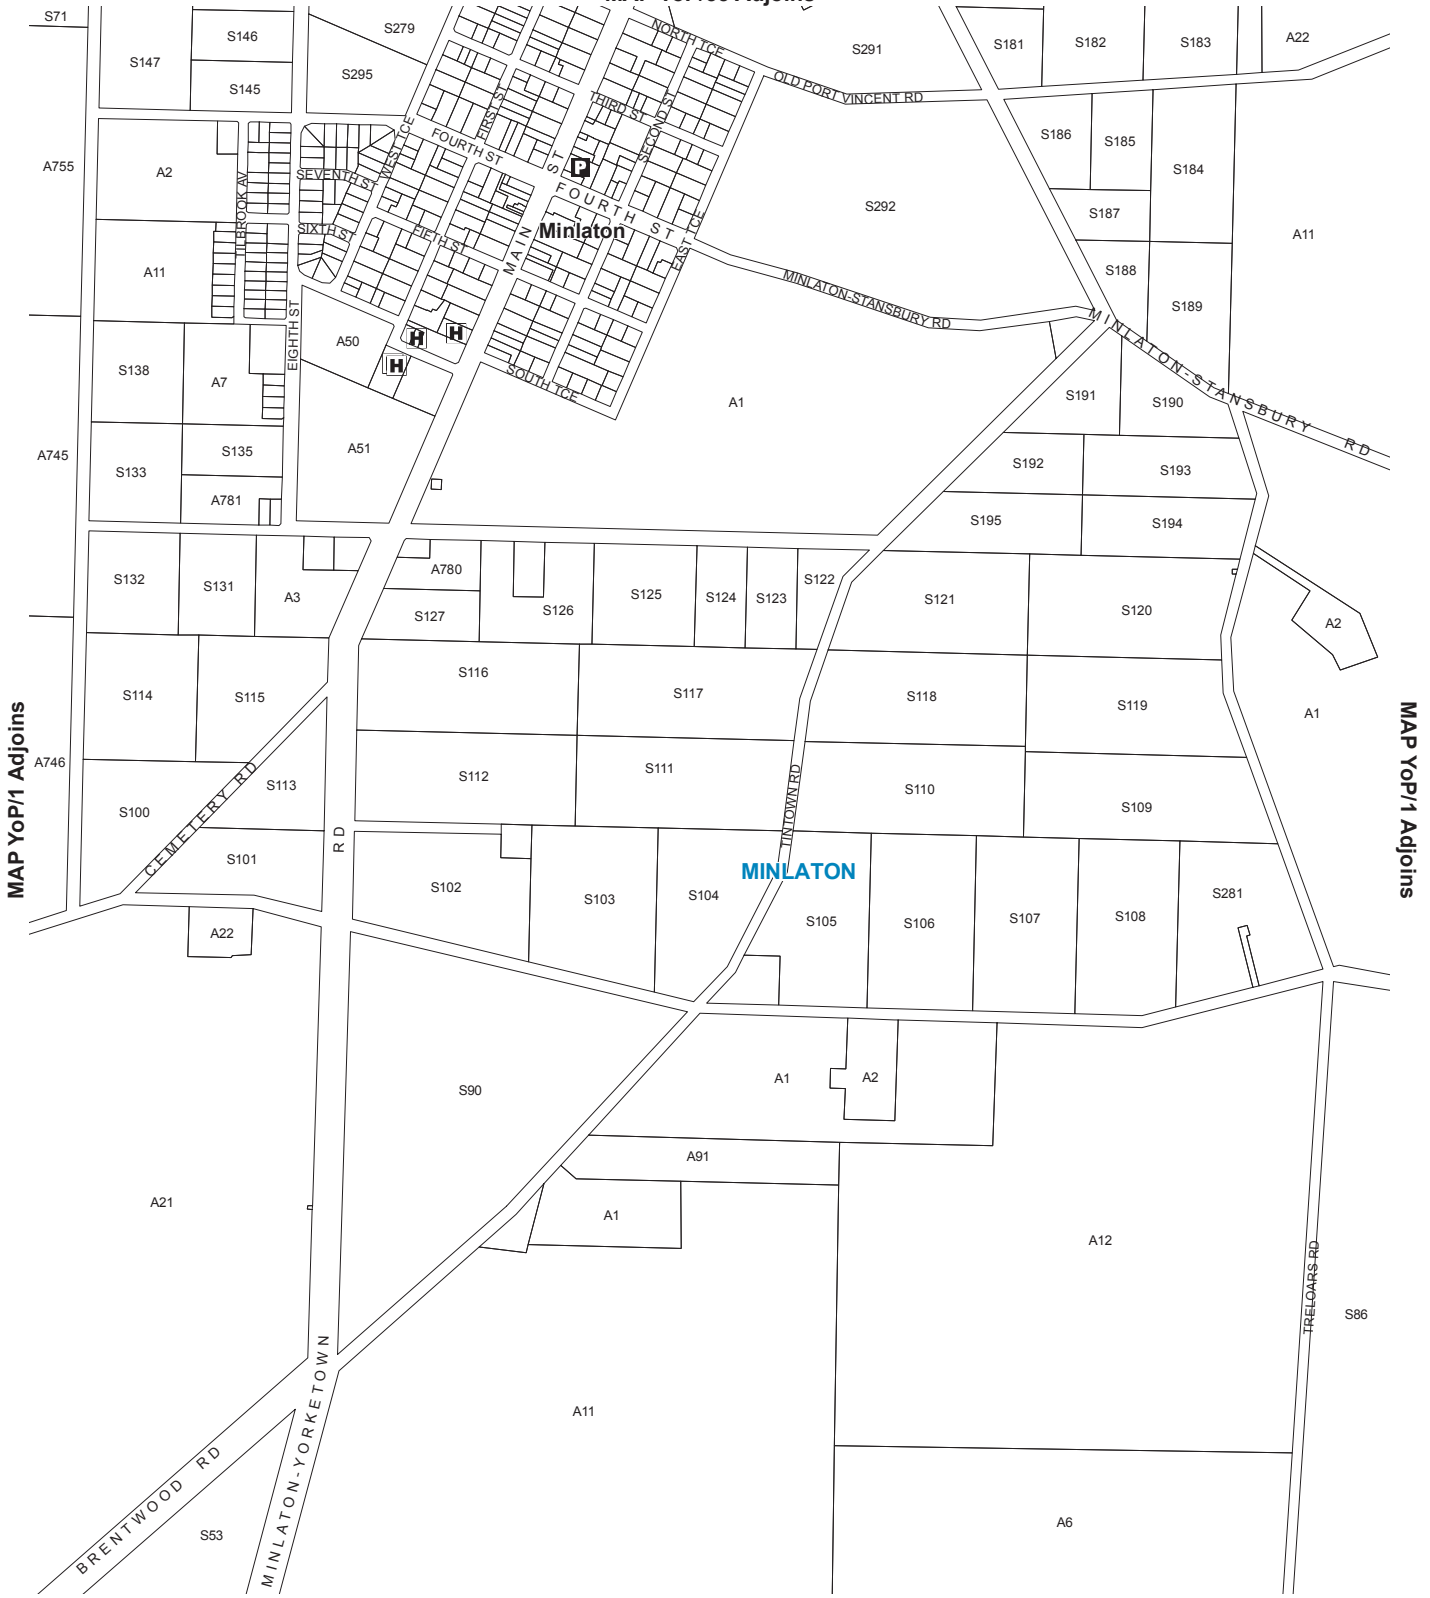 S71
S147
S146
S145
S279
S295
NORTH TCE
S291
S181
S182
S183
A22
OLD PORT VINCENT RD
THIRD ST
SECOND ST
WEST TCE
FOURTH ST
ST
P
S186
S185
S184
A755
A2
SEVENTH ST
TILBROOK AV
FOURTH ST
S292
S187
A11
SIXTH ST
FIFTH ST
MAIN
Minlaton
EAST TCE
A11
MINLATON-STANSBURY RD
S188
S189
MINLATON-STANSBURY RD
EIGHTH ST
A50
H
H
H
SOUTH TCE
S138
A7
A1
S191
S190
A745
S133
S135
A51
A781
S192
S193
S195
S194
S132
S131
A3
A780
S127
S126
S125
S124
S123
S122
S121
S120
A2
S114
S115
S116
S117
S118
S119
A1
MAP YoP/1 Adjoins
MAP YoP/1 Adjoins
A746
S100
CEMETERY RD
S113
S112
S111
TINTOWN RD
S110
S109
RD
S101
S102
S103
S104
MINLATON
S105
S106
S107
S108
S281
A22
S90
A1
A2
A91
A21
A1
A12
TRELOARS RD
S86
A11
MINLATON-YORKETOWN
BRENTWOOD RD
S53
A6